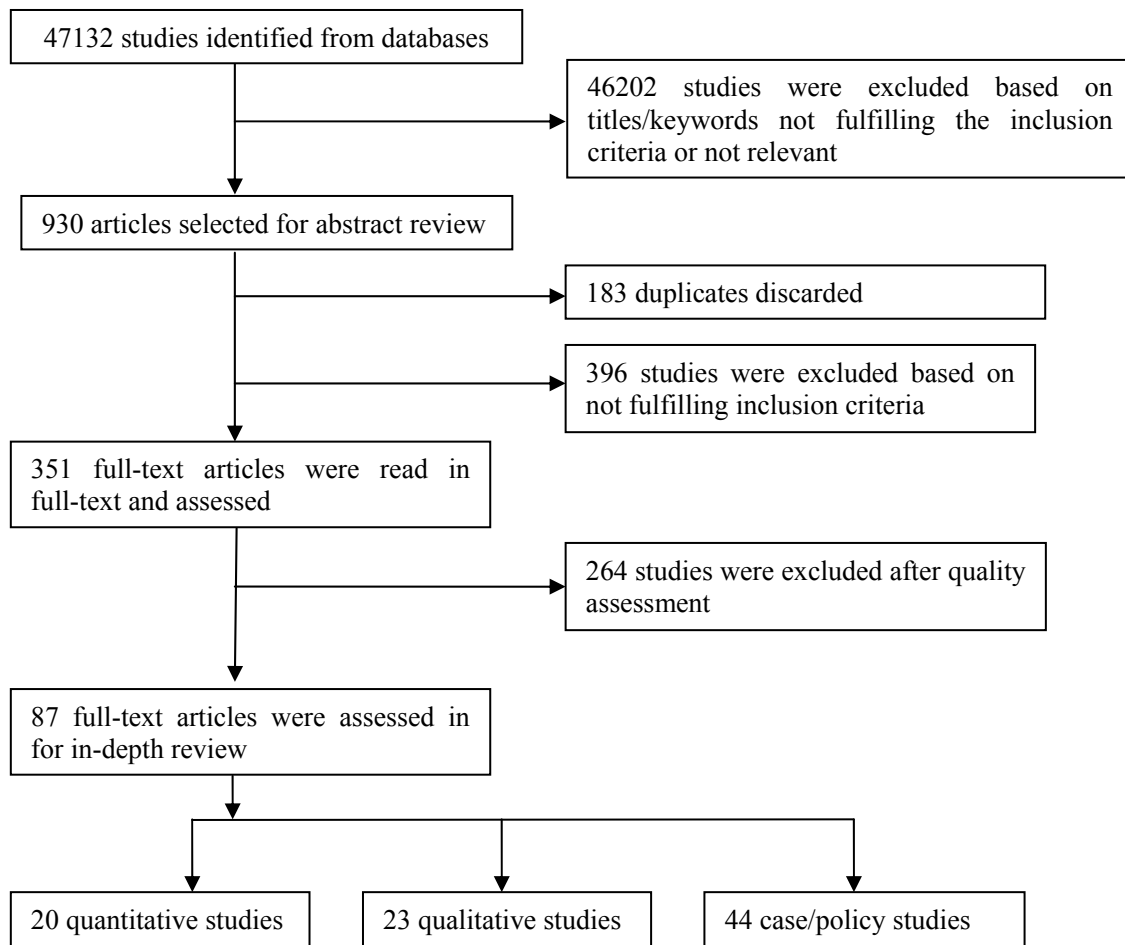 47132 studies identified from databases
46202 studies were excluded based on
titles/keywords not fulfilling the inclusion
criteria or not relevant
930 articles selected for abstract review
183 duplicates discarded
396 studies were excluded based on
not fulfilling inclusion criteria
351 full-text articles were read in
full-text and assessed
264 studies were excluded after quality
assessment
87 full-text articles were assessed in
for in-depth review
20 quantitative studies
23 qualitative studies
44 case/policy studies